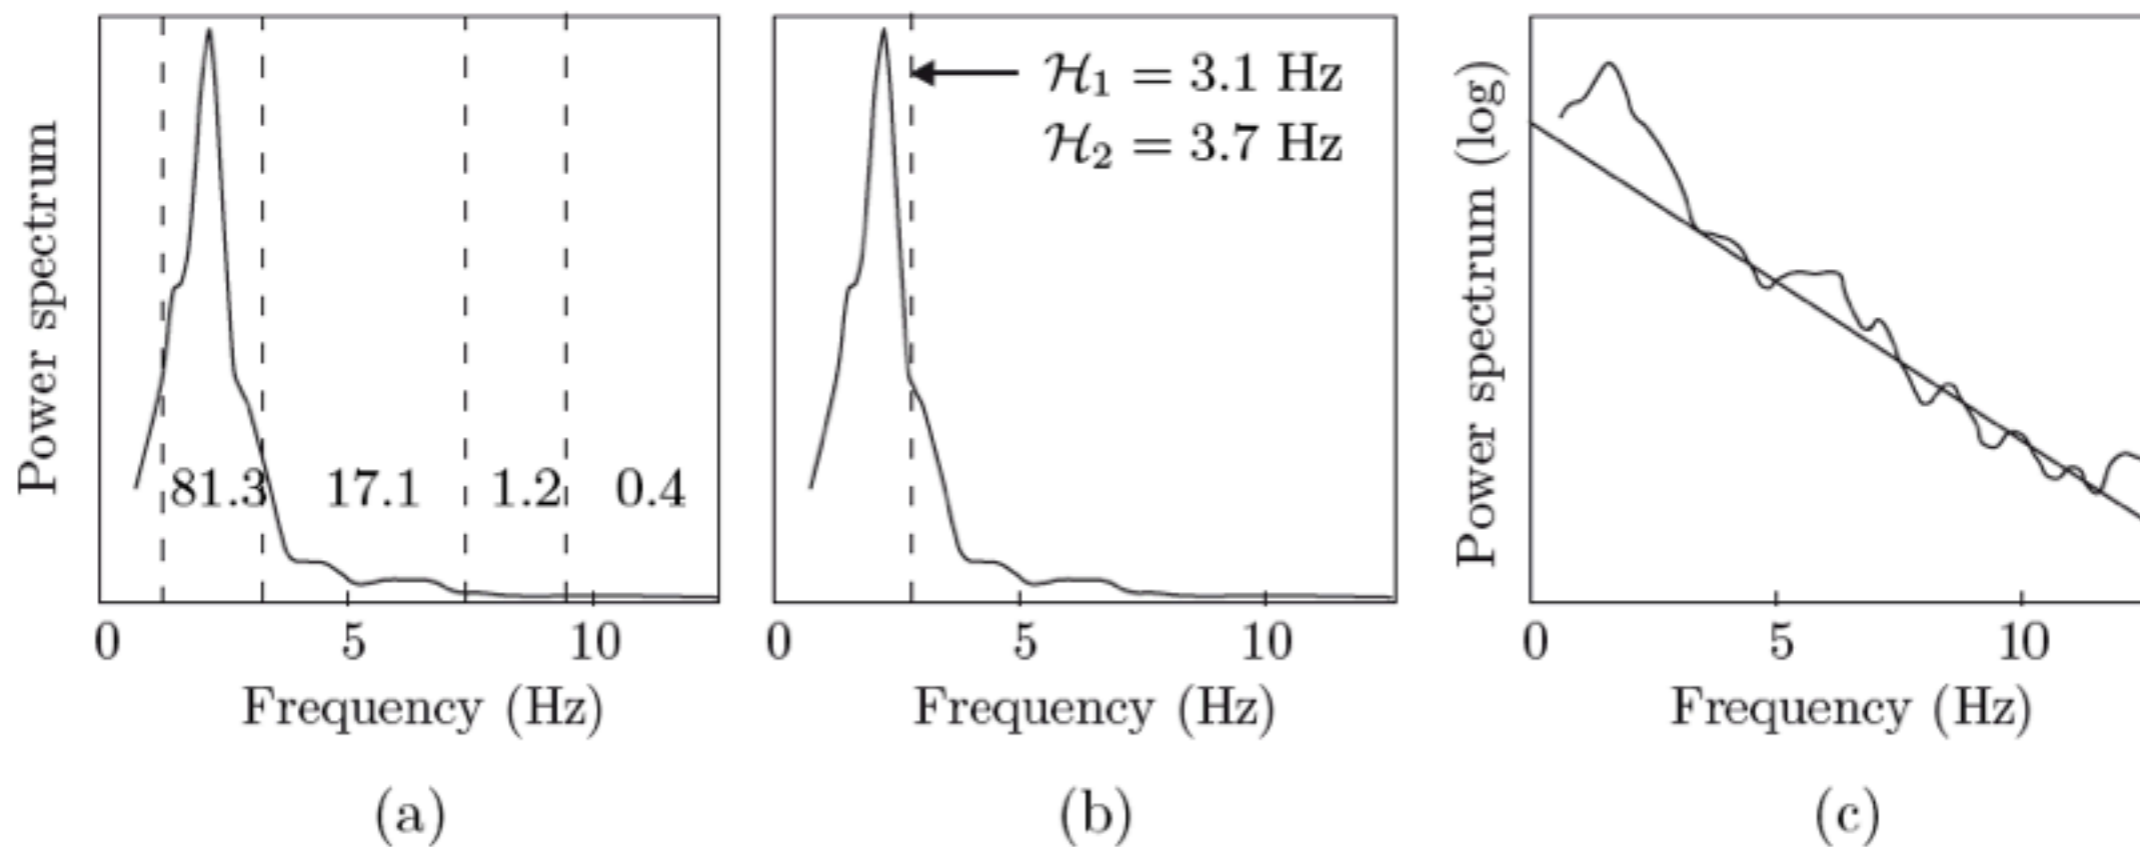 Power spectrum
81.3 17.1 1.2 0.4
0 5 10
Frequency (Hz)
(a)
ℋ₁ = 3.1 Hz
ℋ₂ = 3.7 Hz
0 5 10
Frequency (Hz)
(b)
Power spectrum (log)
0 5 10
Frequency (Hz)
(c)